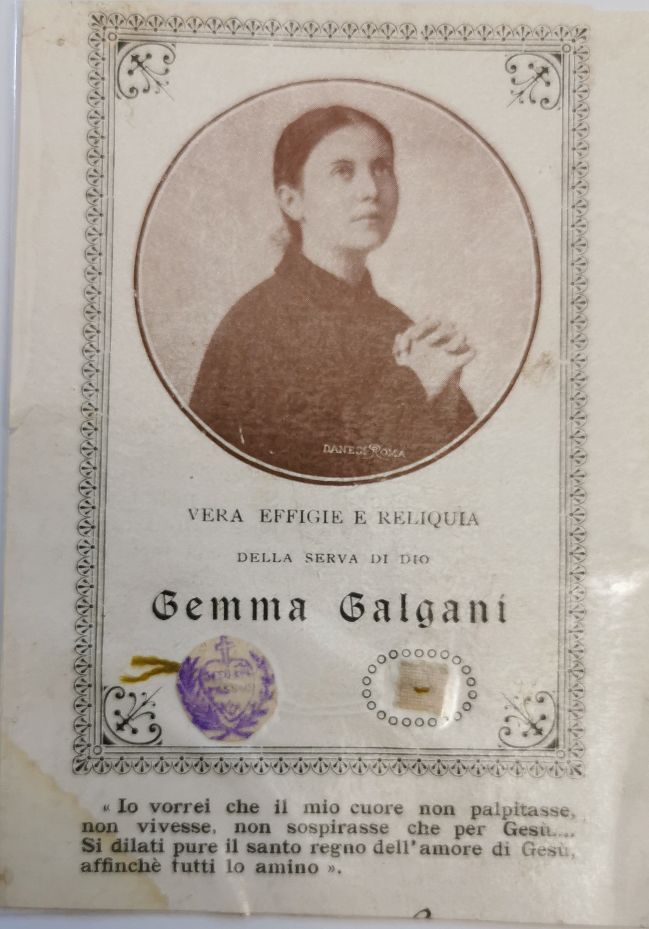 DANESI ROMA
VERA EFFIGIE E RELIQUIA
DELLA SERVA DI DIO
Gemma Galgani
« Io vorrei che il mio cuore non palpitasse,
non vivesse, non sospirasse che per Gesù....
Si dilati pure il santo regno dell'amore di Gesù,
affinchè tutti lo amino ».